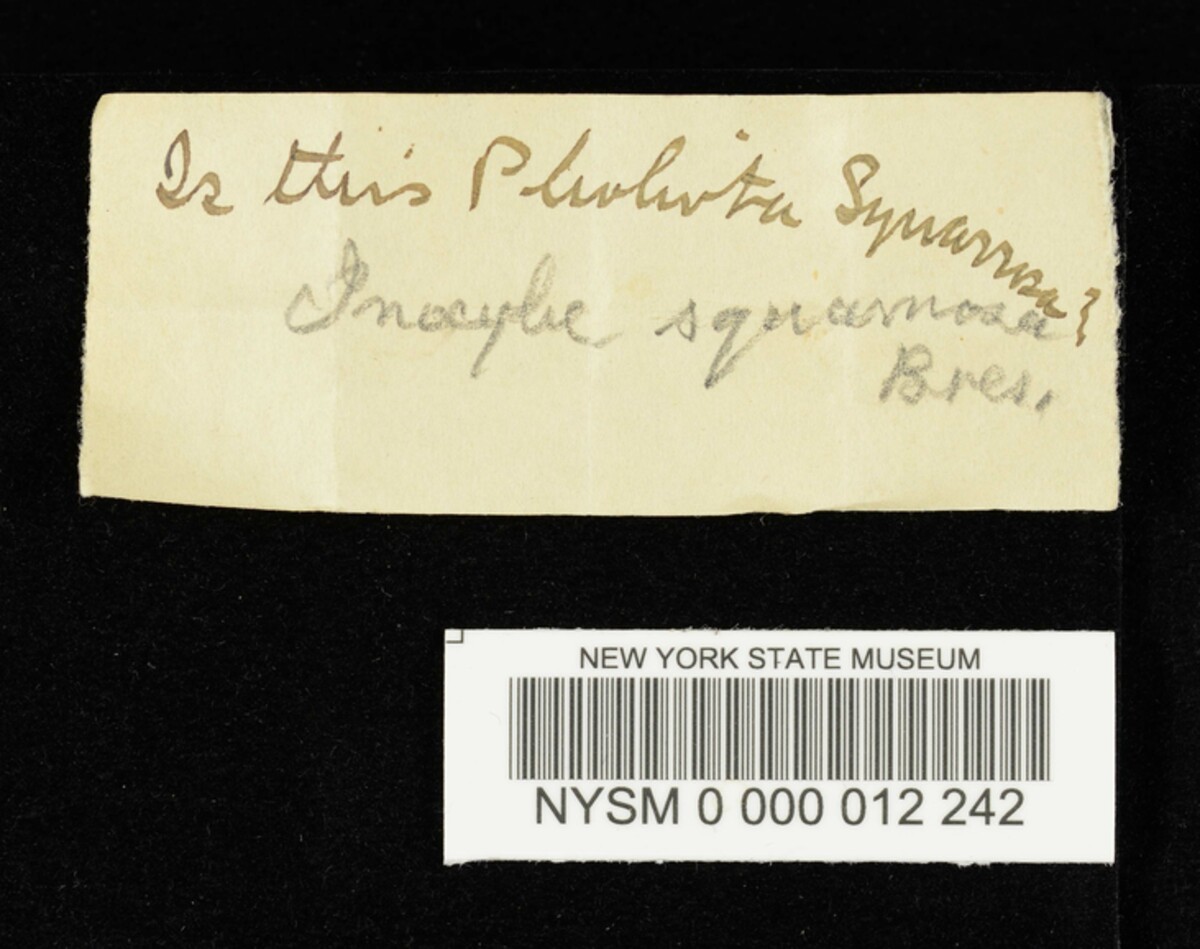 Is this Pholiota Squarrosa?
Inocybe squamosa
Bres.
NEW YORK STATE MUSEUM
NYSM 0 000 012 242